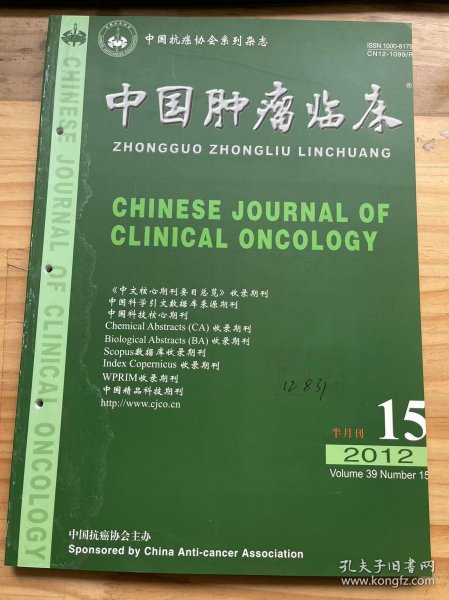 中国抗癌协会系列杂志
ISSN 1000-8179
CN12-1099/R
中国肿瘤临床
®
ZHONGGUO ZHONGLIU LINCHUANG
CHINESE JOURNAL OF
CLINICAL ONCOLOGY
《中文核心期刊要目总览》收录期刊
中国科学引文数据库来源期刊
中国科技核心期刊
Chemical Abstracts (CA) 收录期刊
Biological Abstracts (BA) 收录期刊
Scopus数据库收录期刊
Index Copernicus 收录期刊
WPRIM收录期刊
中国精品科技期刊
http://www.cjco.cn
12 831
半月刊
15
2012
Volume 39 Number 15
中国抗癌协会主办
Sponsored by China Anti-cancer Association
CHINESE JOURNAL OF CLINICAL ONCOLOGY
孔夫子旧书网
www.kongfz.com